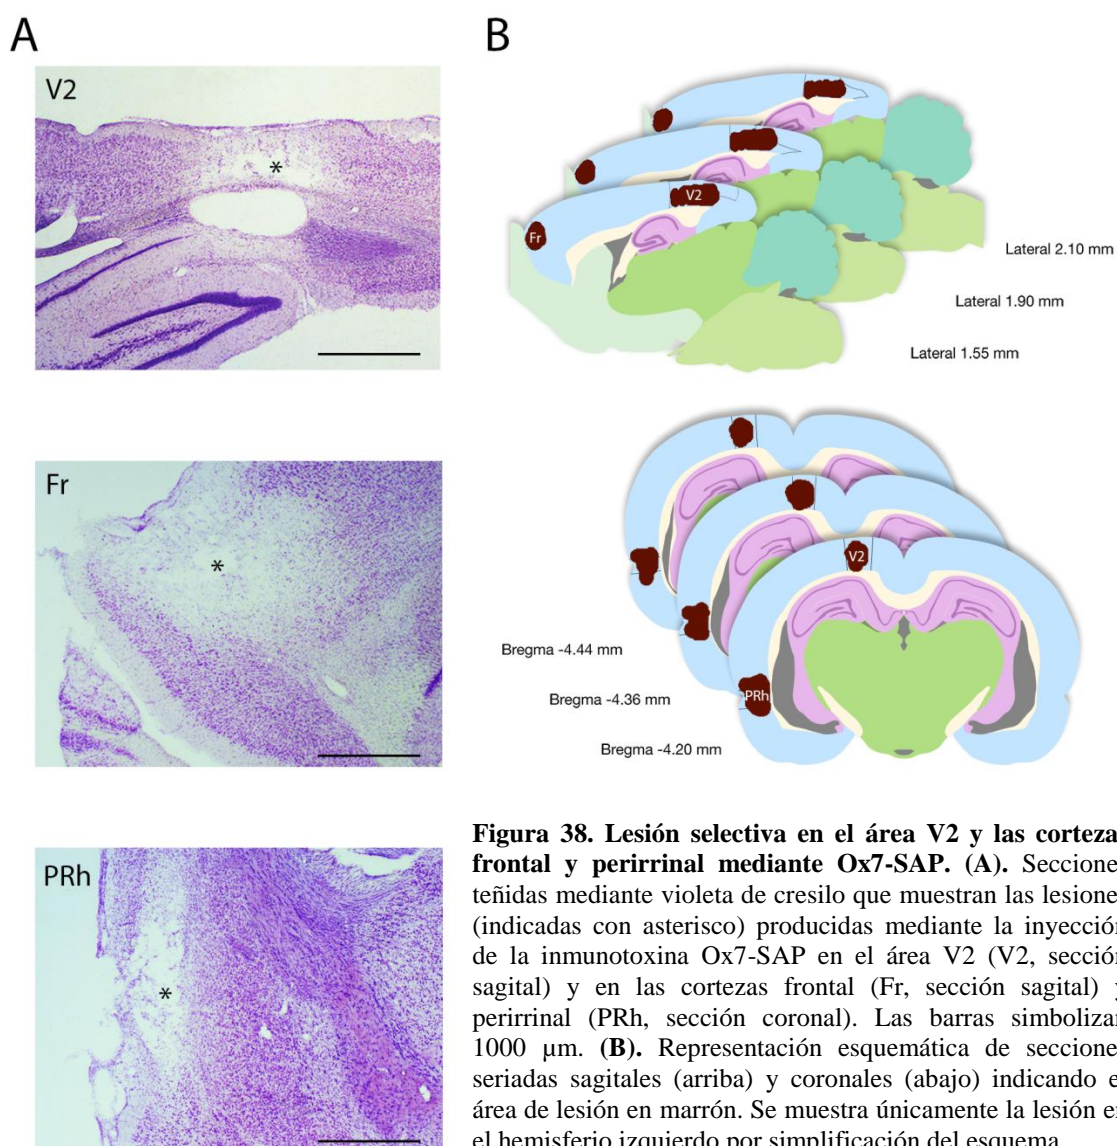 A
B
V2
V2
Fr
Lateral 2.10 mm
Lateral 1.90 mm
Lateral 1.55 mm
Fr
V2
PRh
Bregma -4.44 mm
Bregma -4.36 mm
Bregma -4.20 mm
PRh
Figura 38. Lesión selectiva en el área V2 y las corteza
frontal y perirrinal mediante Ox7-SAP. (A). Seccione
teñidas mediante violeta de cresilo que muestran las lesione
(indicadas con asterisco) producidas mediante la inyección
de la inmunotoxina Ox7-SAP en el área V2 (V2, sección
sagital) y en las cortezas frontal (Fr, sección sagital) y
perirrinal (PRh, sección coronal). Las barras simbolizan
1000 µm. (B). Representación esquemática de seccione
seriadas sagitales (arriba) y coronales (abajo) indicando e
área de lesión en marrón. Se muestra únicamente la lesión en
el hemisferio izquierdo por simplificación del esquema